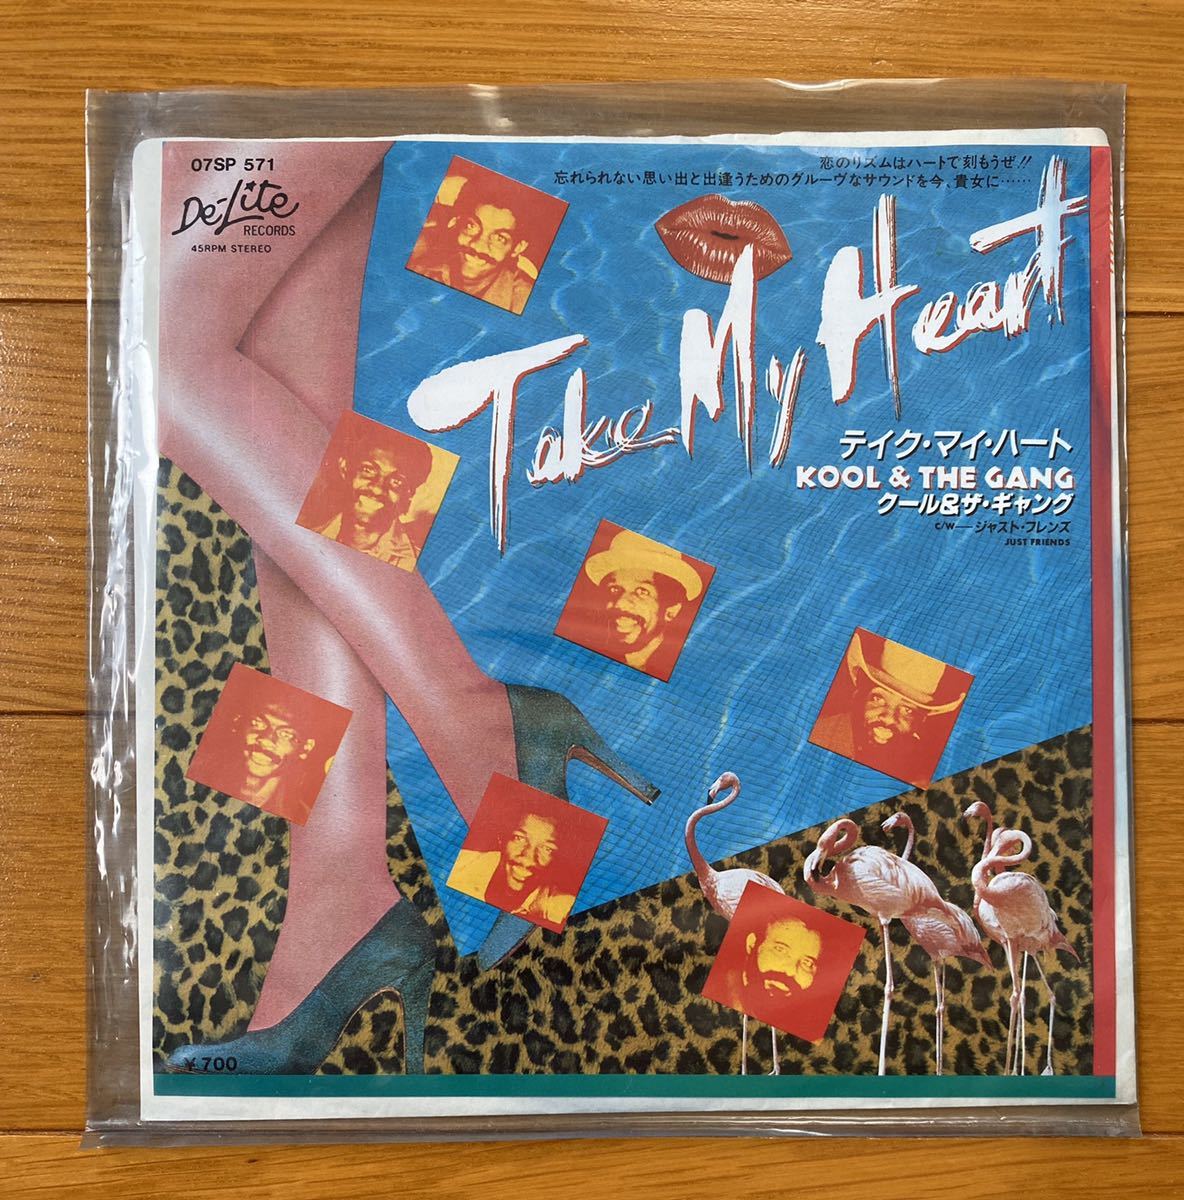 07SP 571
De-Lite
RECORDS
45RPM STEREO
恋のリズムはハートで刻もうぜ!!
忘れられない思い出と出逢うためのグルーヴなサウンドを今、貴女に……
Take My Heart
テイク・マイ・ハート
KOOL & THE GANG
クール&ザ・ギャング
c/w—ジャスト・フレンズ
JUST FRIENDS
¥700